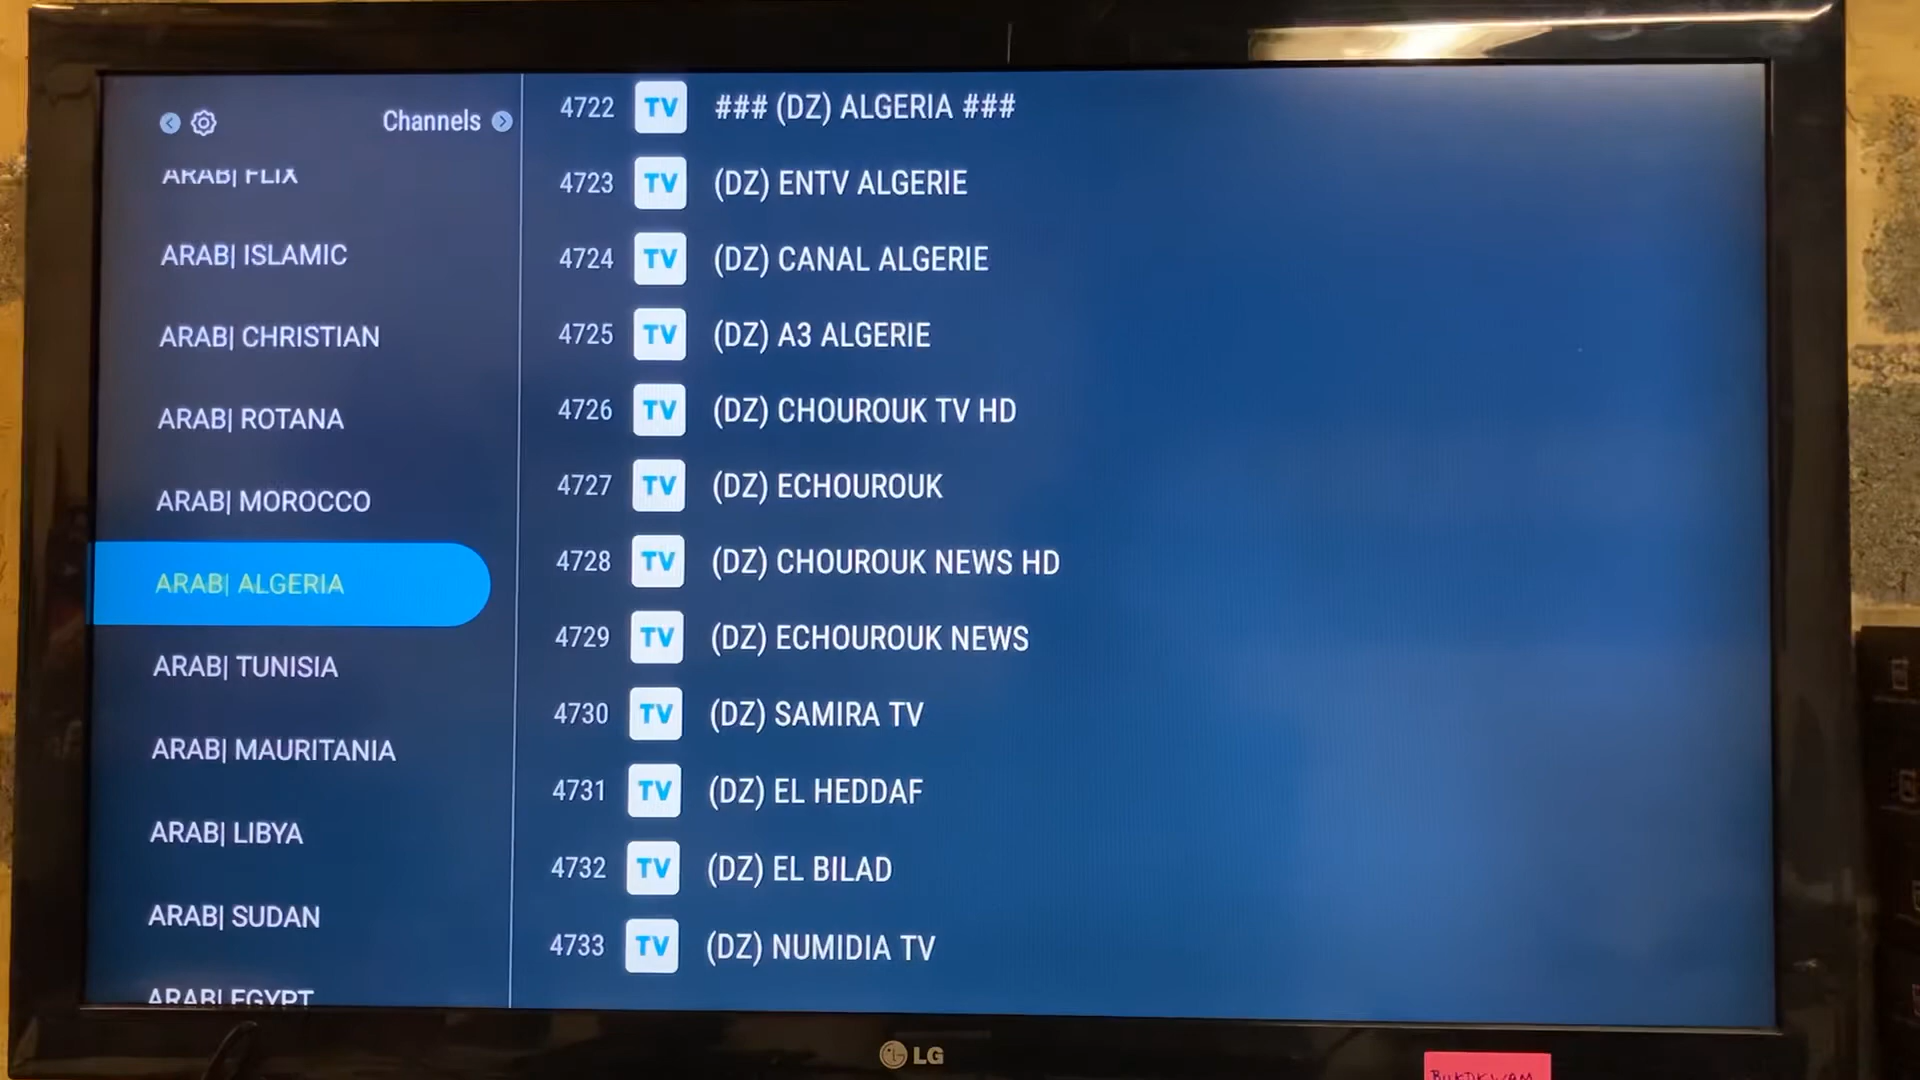 Channels
ARAB| FLIX
ARAB| ISLAMIC
ARAB| CHRISTIAN
ARAB| ROTANA
ARAB| MOROCCO
ARAB| ALGERIA
ARAB| TUNISIA
ARAB| MAURITANIA
ARAB| LIBYA
ARAB| SUDAN
ARAB| EGYPT
4722 TV ### (DZ) ALGERIA ###
4723 TV (DZ) ENTV ALGERIE
4724 TV (DZ) CANAL ALGERIE
4725 TV (DZ) A3 ALGERIE
4726 TV (DZ) CHOUROUK TV HD
4727 TV (DZ) ECHOUROUK
4728 TV (DZ) CHOUROUK NEWS HD
4729 TV (DZ) ECHOUROUK NEWS
4730 TV (DZ) SAMIRA TV
4731 TV (DZ) EL HEDDAF
4732 TV (DZ) EL BILAD
4733 TV (DZ) NUMIDIA TV
LG